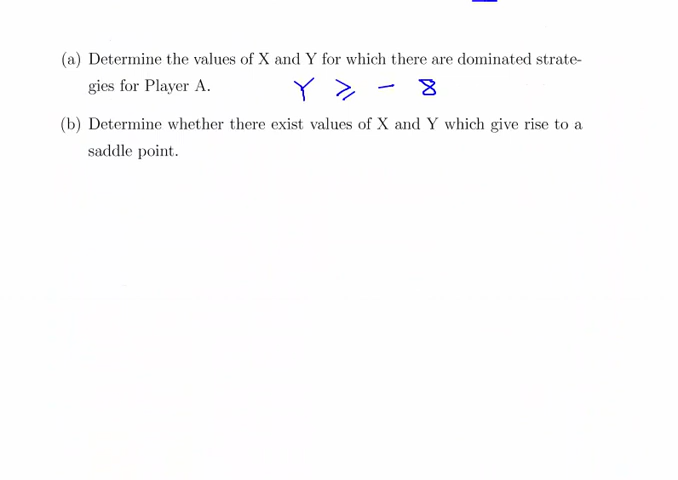 (a) Determine the values of X and Y for which there are dominated strate-
gies for Player A. Y ⩾ - 8
(b) Determine whether there exist values of X and Y which give rise to a
saddle point.